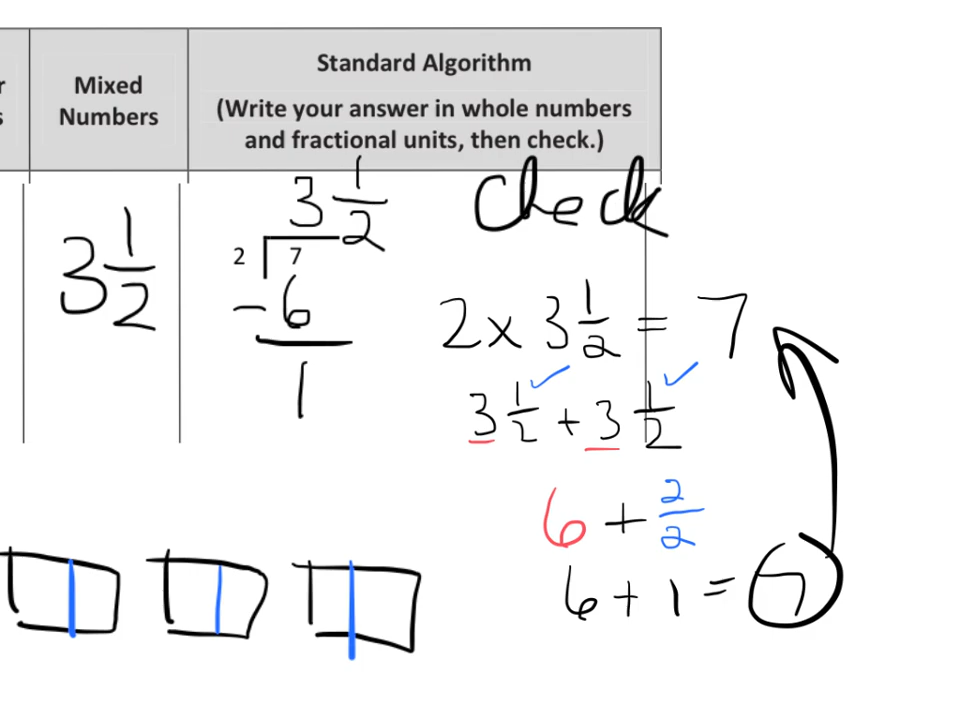 r
s
Mixed
Numbers
Standard Algorithm
(Write your answer in whole numbers
and fractional units, then check.)
3 1/2
3 1/2
2 7
- 6
1
Check
2 x 3 1/2 = 7
3 1/2 + 3 1/2
6 + 2/2
6 + 1 = 7